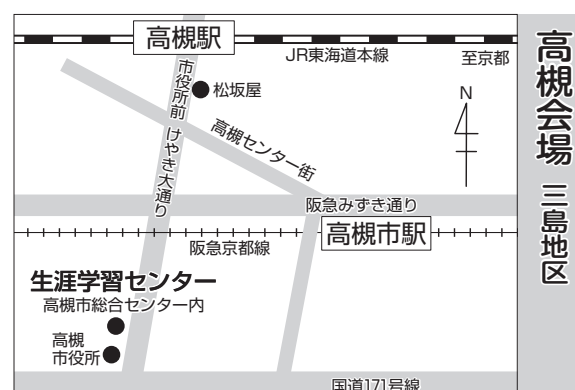 高槻駅
JR東海道本線
至京都
市役所前 けやき大通り
松坂屋
高槻センター街
N
阪急みずき通り
高槻市駅
阪急京都線
生涯学習センター
高槻市総合センター内
高槻
市役所
国道171号線
高槻会場 三島地区